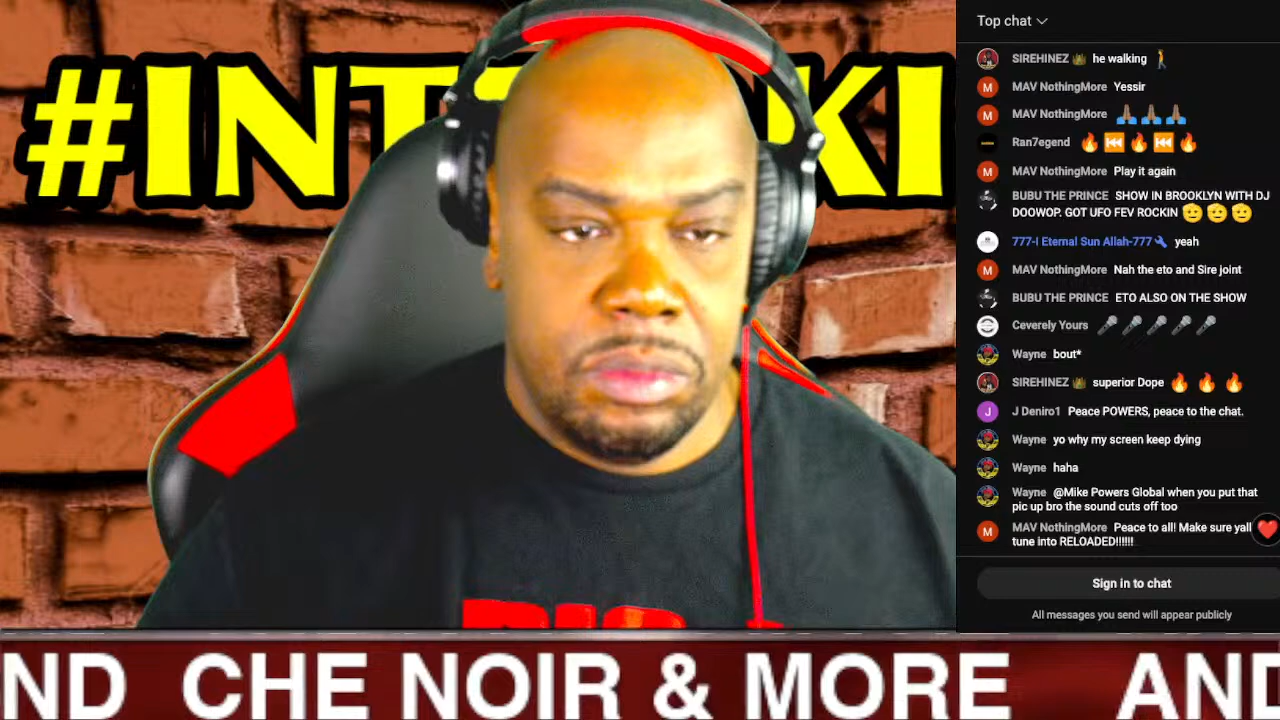 #INT KI
Top chat
SIREHINEZ he walking
MAV NothingMore Yessir
MAV NothingMore
Ran7egend
MAV NothingMore Play it again
BUBU THE PRINCE SHOW IN BROOKLYN WITH DJ
DOOWOP. GOT UFO FEV ROCKIN
777-I Eternal Sun Allah-777 yeah
MAV NothingMore Nah the eto and Sire joint
BUBU THE PRINCE ETO ALSO ON THE SHOW
Ceverely Yours
Wayne bout*
SIREHINEZ superior Dope
J Deniro1 Peace POWERS, peace to the chat.
Wayne yo why my screen keep dying
Wayne haha
Wayne @Mike Powers Global when you put that
pic up bro the sound cuts off too
MAV NothingMore Peace to all! Make sure yall
tune into RELOADED!!!!!!
Sign in to chat
All messages you send will appear publicly
ND CHE NOIR & MORE AND